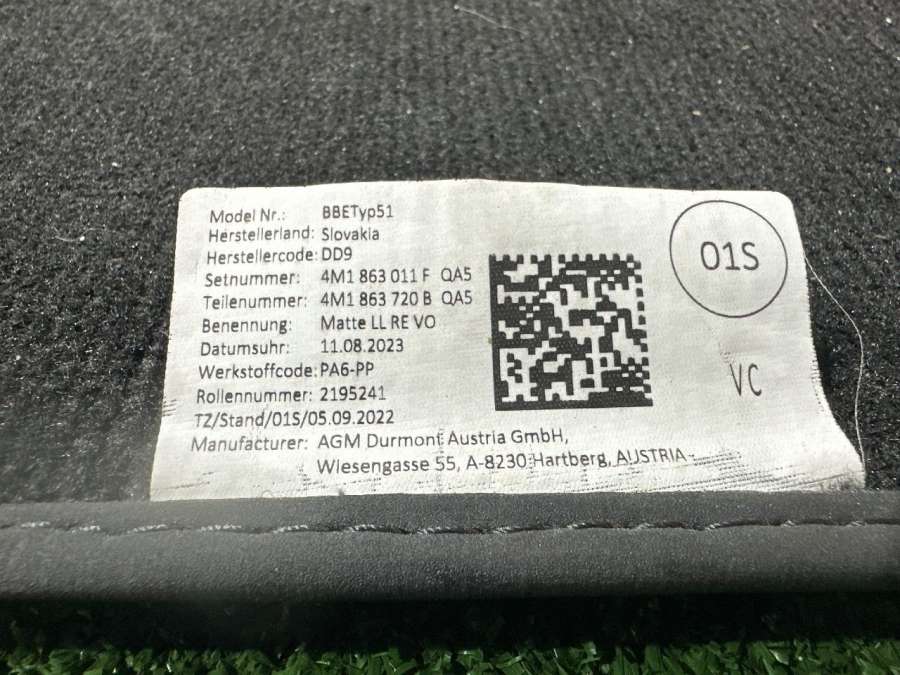 Model Nr.: BBETyp51
Herstellerland: Slovakia
Herstellercode: DD9
Setnummer: 4M1 863 011 F QA5
Teilenummer: 4M1 863 720 B QA5
Benennung: Matte LL RE VO
Datumsuhr: 11.08.2023
Werkstoffcode: PA6-PP
Rollennummer: 2195241
TZ/Stand/01S/05.09.2022
Manufacturer: AGM Durmont Austria GmbH,
Wiesengasse 55, A-8230 Hartberg, AUSTRIA
01S
VC